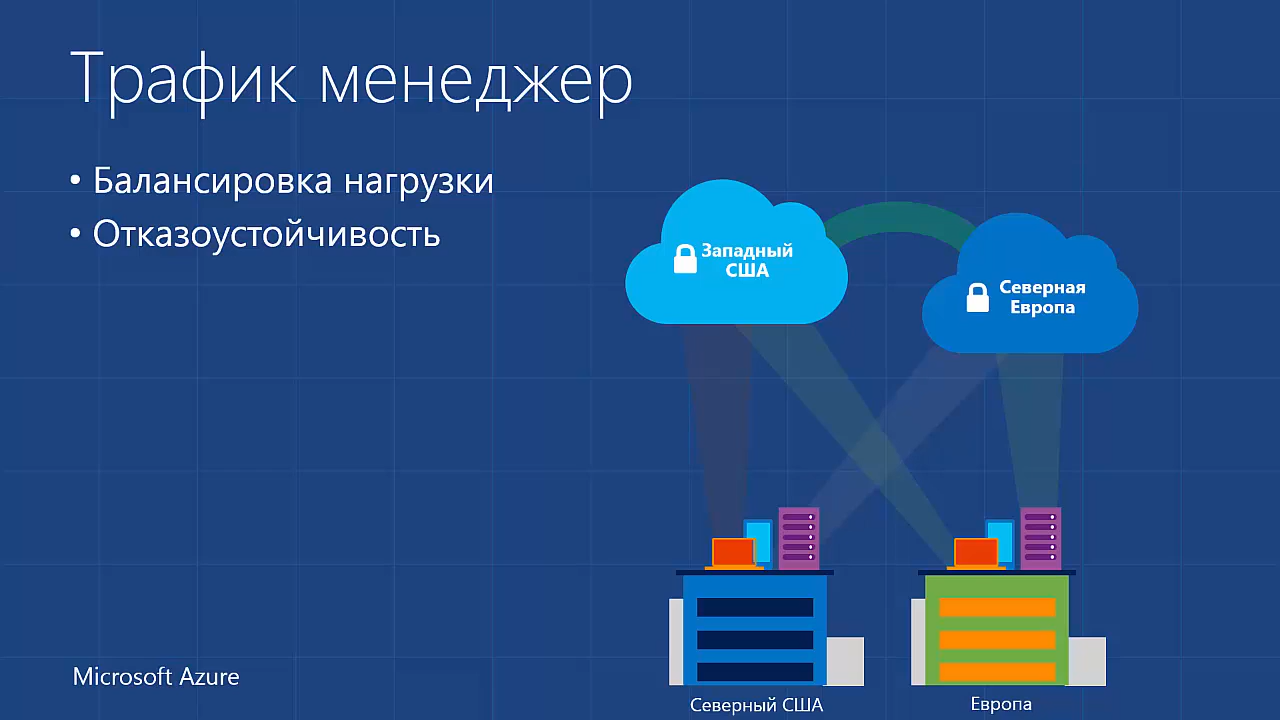 Трафик менеджер
• Балансировка нагрузки
• Отказоустойчивость
Западный
США
Северная
Европа
Microsoft Azure
Северный США
Европа